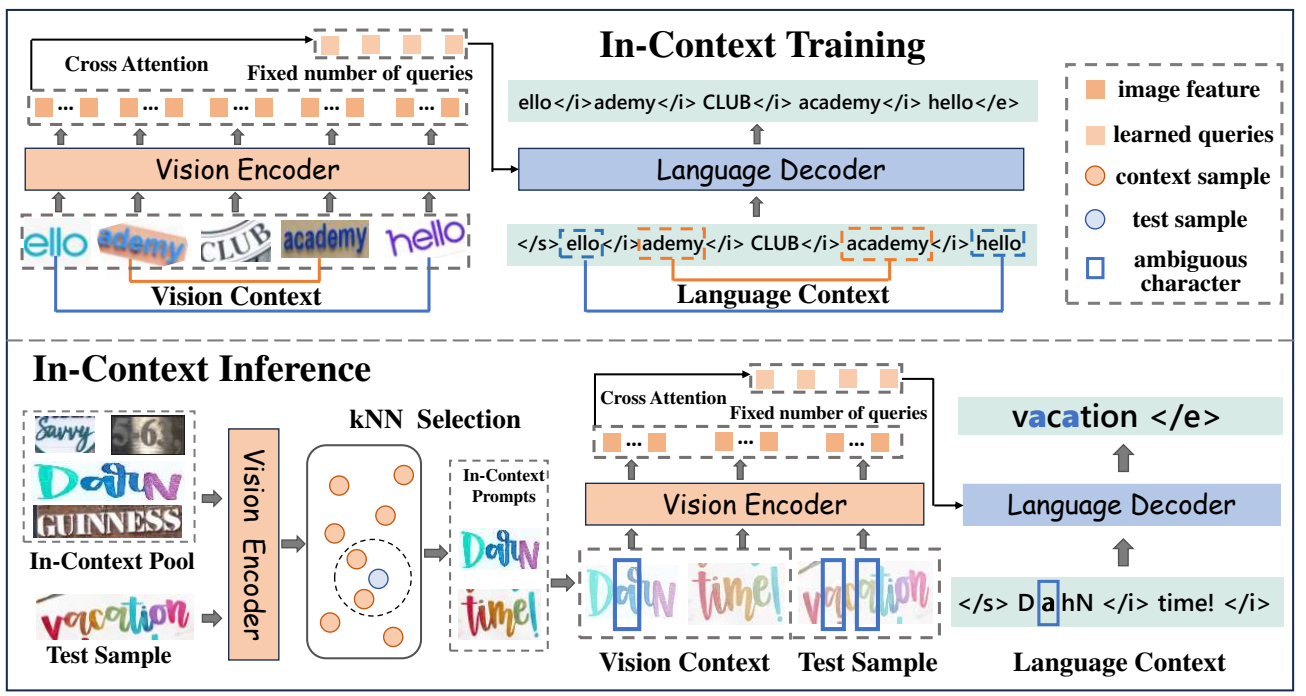 In-Context Training
Cross Attention
Fixed number of queries
... ... ... ... ...
Vision Encoder
ello ademy CLUB academy hello
Vision Context
ello</i>ademy</i> CLUB</i> academy</i> hello</e>
Language Decoder
</s> ello</i>ademy</i> CLUB</i> academy</i> hello
Language Context
image feature
learned queries
context sample
test sample
ambiguous
character
In-Context Inference
Savvy 5-63.
DarN
GUINNESS
In-Context Pool
vacation
Test Sample
Vision Encoder
kNN Selection
In-Context
Prompts
DarN
time!
Cross Attention
Fixed number of queries
... ... ...
Vision Encoder
DarN time! vacation
Vision Context Test Sample
vacation </e>
Language Decoder
</s> D a hN </i> time! </i>
Language Context